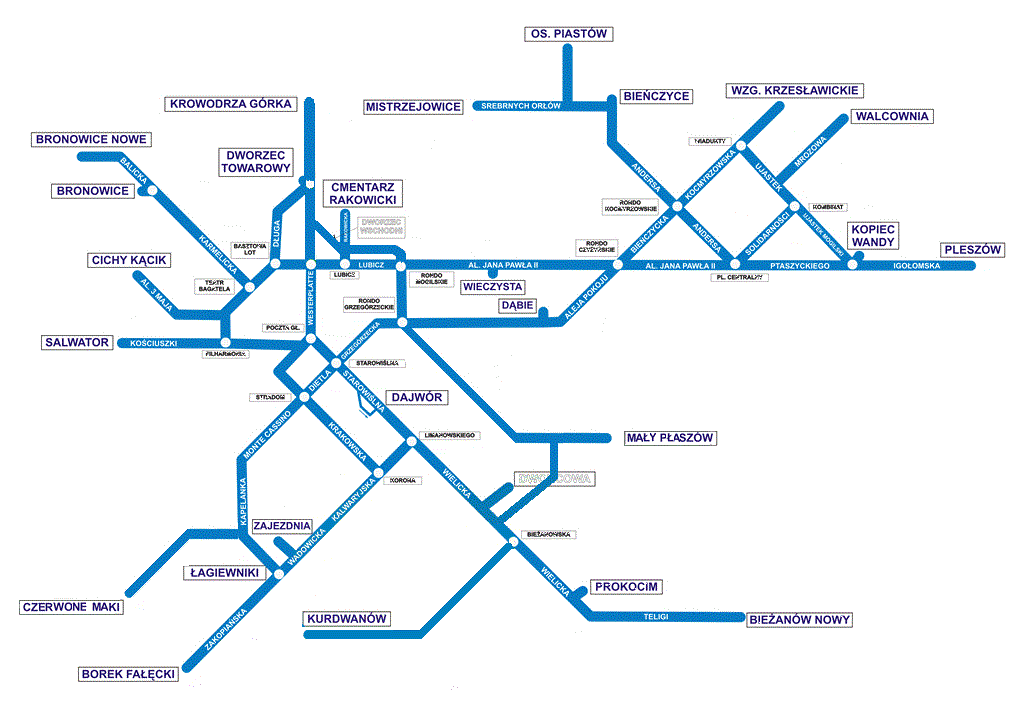 OS. PIASTÓW
BIEŃCZYCE
WZG. KRZESŁAWICKIE
KROWODRZA GÓRKA
MISTRZEJOWICE
SREBRNYCH ORŁÓW
WALCOWNIA
BRONOWICE NOWE
WIADUKTY
DWORZEC
TOWAROWY
BALICKA
ANDERSA
KOCMYRZOWSKA
UJASTEK
MROZOWA
BRONOWICE
CMENTARZ
RAKOWICKI
RONDO
KOCMYRZOWSKIE
KOMBINAT
RAKOWICKA
DWORZEC
WSCHODNI
DŁUGA
KARMELICKA
BASZTOWA
LOT
RONDO
CZYŻYŃSKIE
BIEŃCZYCKA
ANDERSA
SOLIDARNOŚCI
UJASTEK MOGILSKI
KOPIEC
WANDY
PLESZÓW
CICHY KĄCIK
LUBICZ
LUBICZ
RONDO
MOGILSKIE
AL. JANA PAWŁA II
AL. JANA PAWŁA II
PL. CENTRALNY
PTASZYCKIEGO
IGOŁOMSKA
AL. 3 MAJA
TEATR
BAGATELA
WESTERPLATTE
WIECZYSTA
DĄBIE
ALEJA POKOJU
RONDO
GRZEGÓRZECKIE
POCZTA GŁ.
SALWATOR
KOŚCIUSZKI
FILHARMONIA
GRZEGÓRZECKA
STAROWIŚLNA
DIETLA
STAROWIŚLNA
STRADOM
DAJWÓR
MONTE CASSINO
KRAKOWSKA
LIMANOWSKIEGO
MAŁY PŁASZÓW
KORONA
WIELICKA
KAPELANKA
KALWARYJSKA
DWORCOWA
ZAJEZDNIA
WADOWICKA
BIEŻANOWSKA
ŁAGIEWNIKI
WIELICKA
PROKOCIM
CZERWONE MAKI
KURDWANÓW
TELIGI
BIEŻANÓW NOWY
ZAKOPIAŃSKA
BOREK FAŁĘCKI